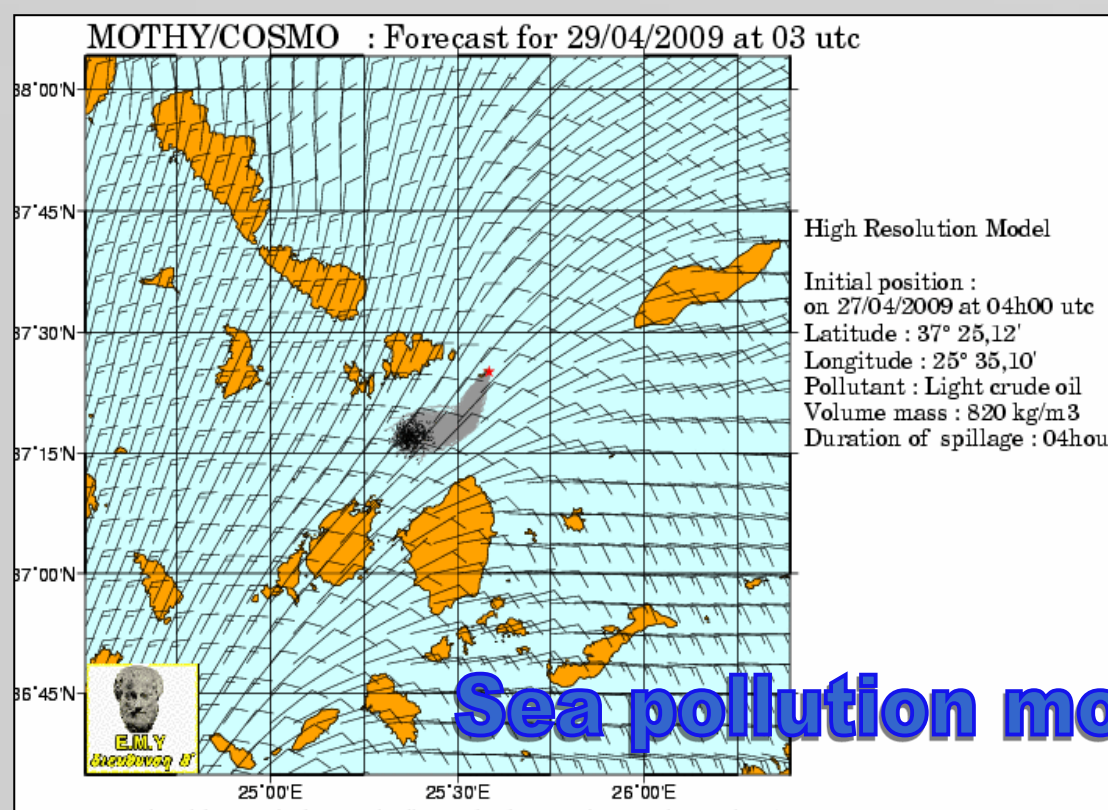 MOTHY/COSMO : Forecast for 29/04/2009 at 03 utc
38°00'N
37°45'N
37°30'N
37°15'N
37°00'N
36°45'N
25°00'E
25°30'E
26°00'E
High Resolution Model
Initial position :
on 27/04/2009 at 04h00 utc
Latitude : 37° 25,12'
Longitude : 25° 35,10'
Pollutant : Light crude oil
Volume mass : 820 kg/m3
Duration of spillage : 04hou
E.M.Y
Διεύθυνση Β'
Sea pollution mo